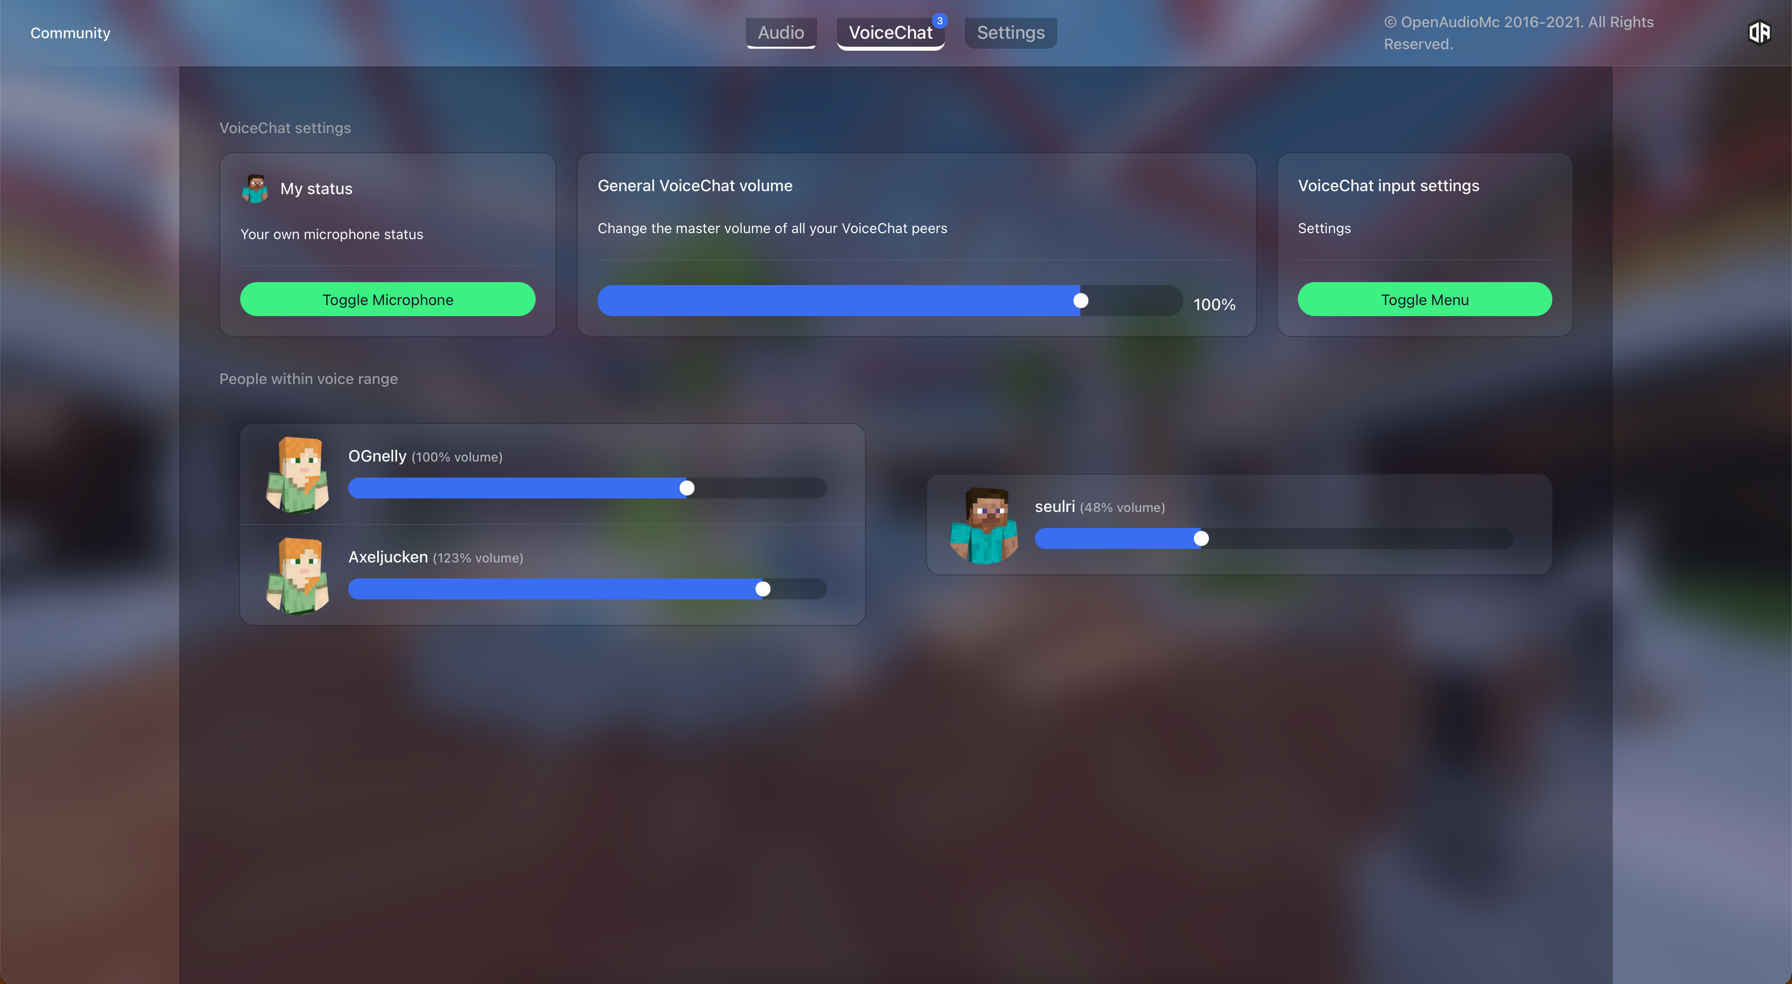 Community
Audio
VoiceChat
3
Settings
© OpenAudioMc 2016-2021. All Rights
Reserved.
OA
VoiceChat settings
My status
Your own microphone status
Toggle Microphone
General VoiceChat volume
Change the master volume of all your VoiceChat peers
100%
VoiceChat input settings
Settings
Toggle Menu
People within voice range
OGnelly (100% volume)
Axeljucken (123% volume)
seulri (48% volume)